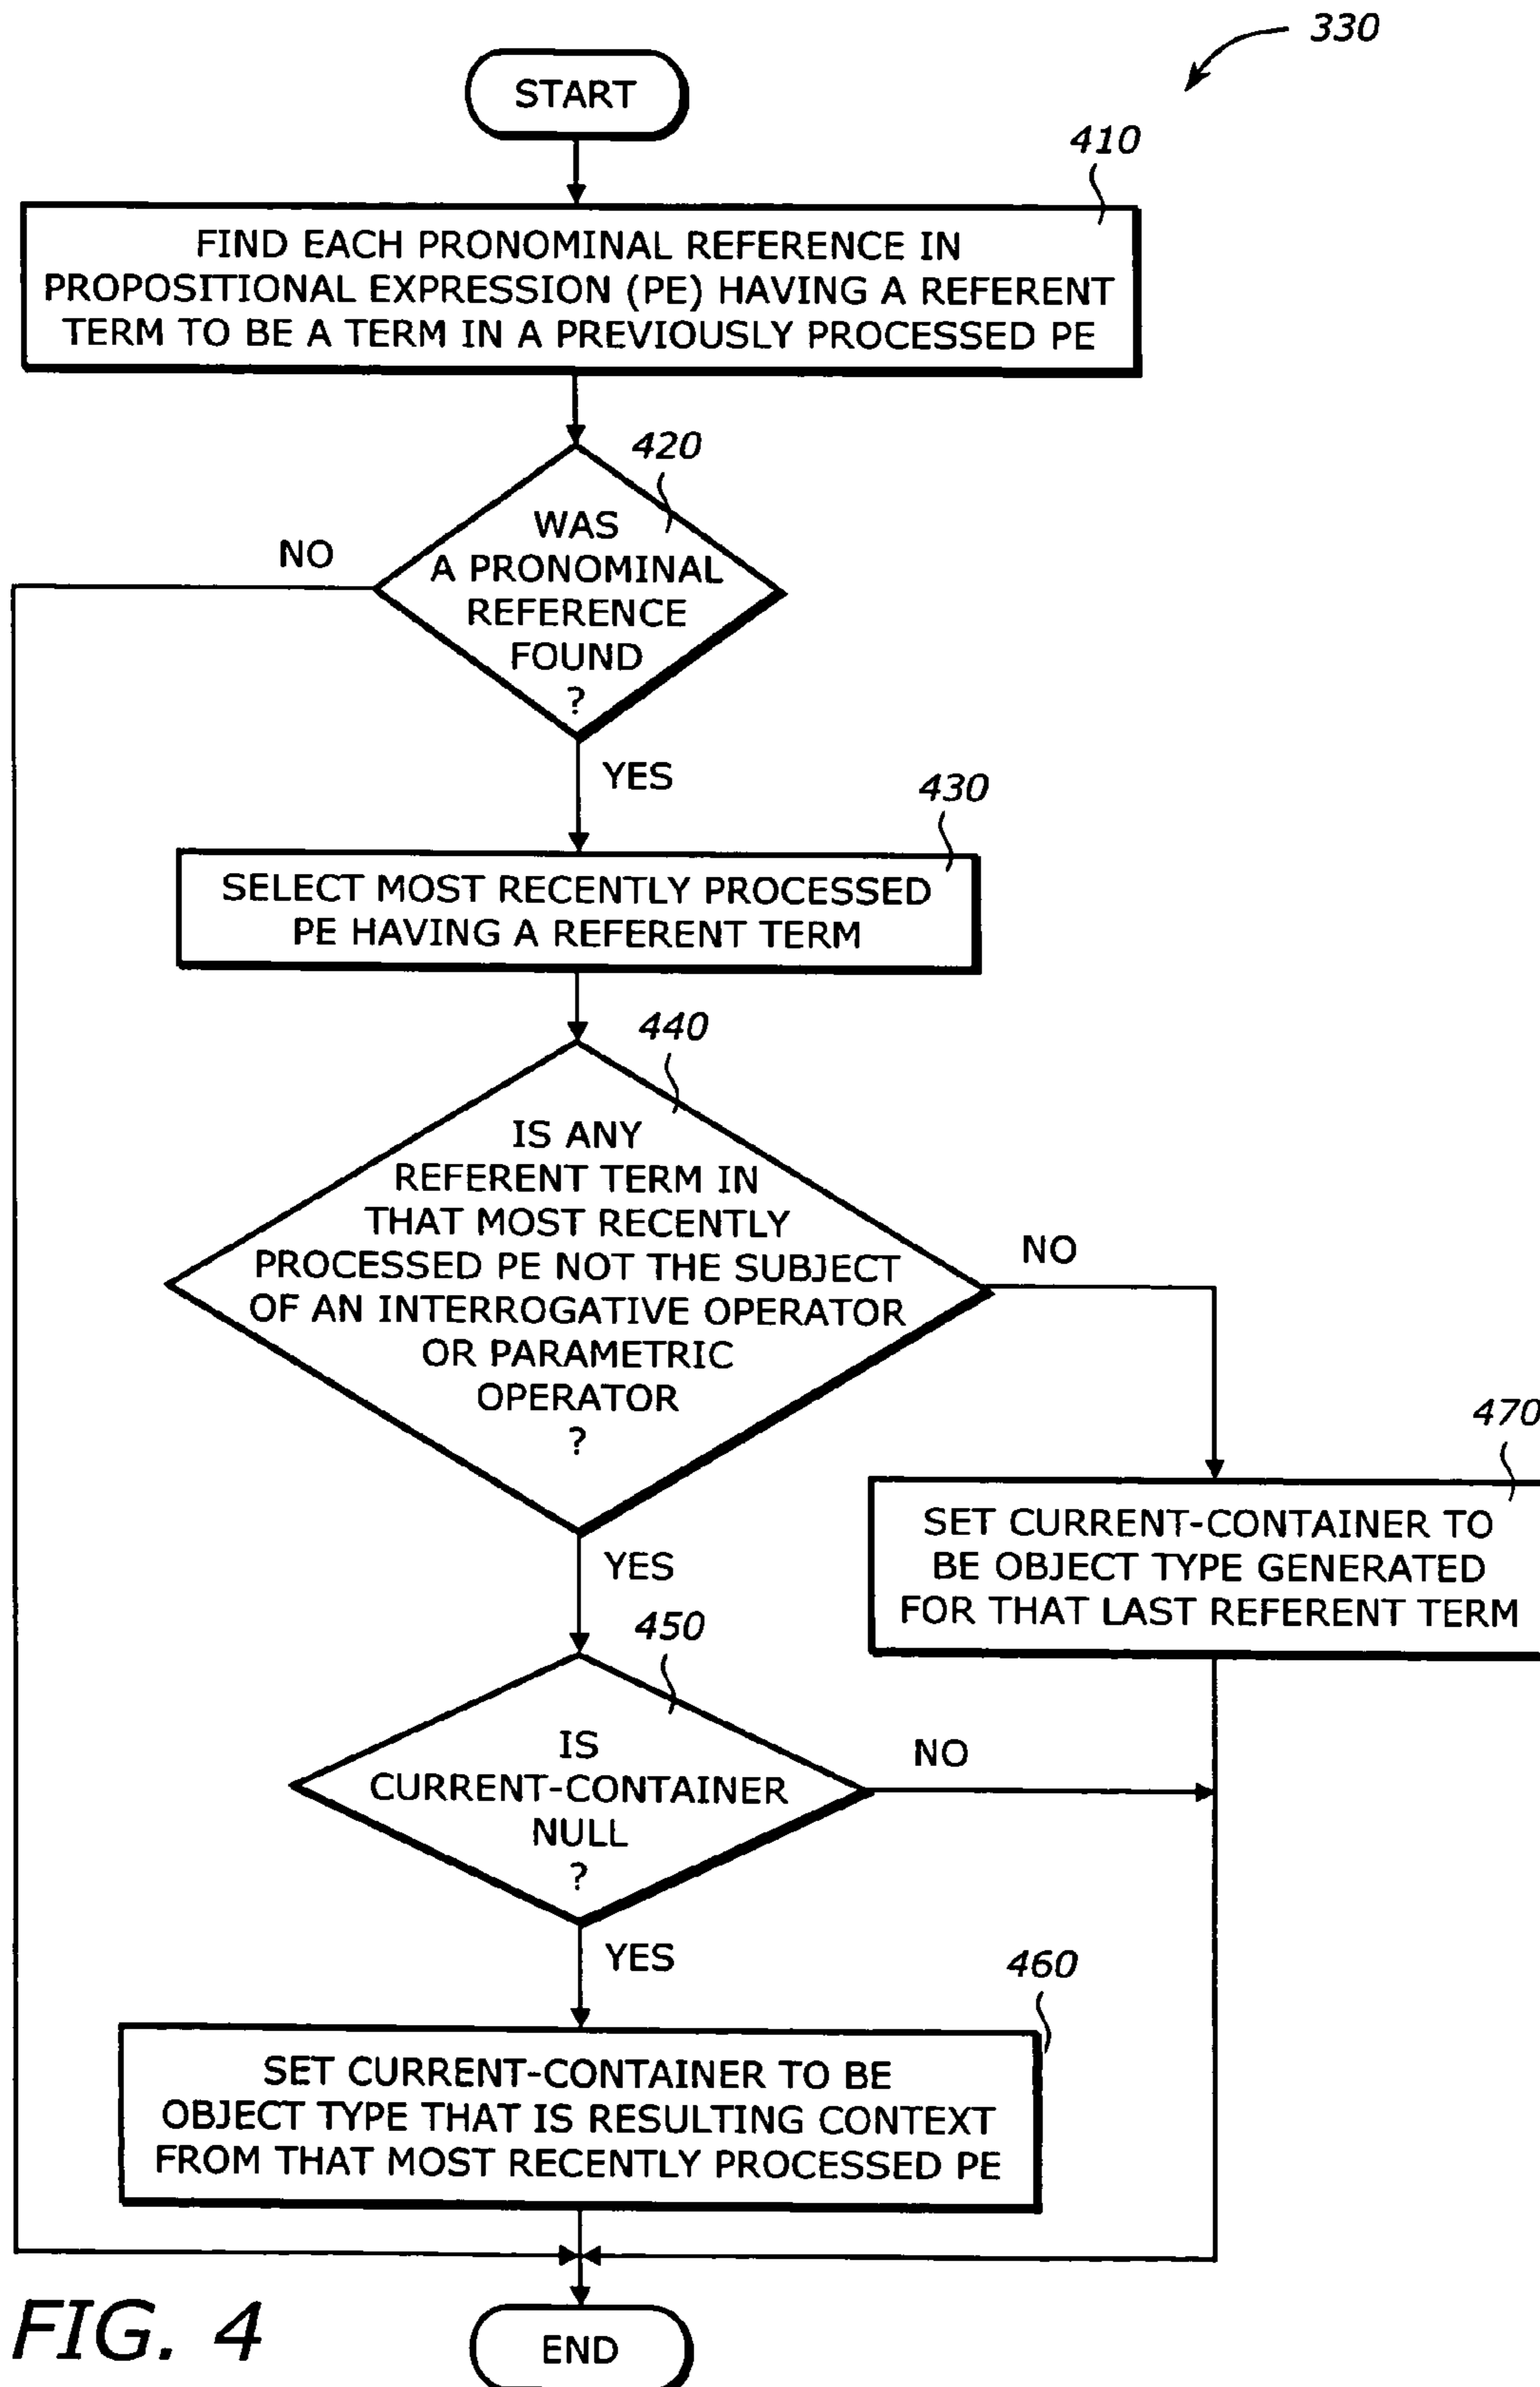 330
START
410
FIND EACH PRONOMINAL REFERENCE IN
PROPOSITIONAL EXPRESSION (PE) HAVING A REFERENT
TERM TO BE A TERM IN A PREVIOUSLY PROCESSED PE
420
WAS
A PRONOMINAL
REFERENCE
FOUND
?
NO
YES
430
SELECT MOST RECENTLY PROCESSED
PE HAVING A REFERENT TERM
440
IS ANY
REFERENT TERM IN
THAT MOST RECENTLY
PROCESSED PE NOT THE SUBJECT
OF AN INTERROGATIVE OPERATOR
OR PARAMETRIC
OPERATOR
?
NO
YES
470
SET CURRENT-CONTAINER TO
BE OBJECT TYPE GENERATED
FOR THAT LAST REFERENT TERM
450
IS
CURRENT-CONTAINER
NULL
?
NO
YES
460
SET CURRENT-CONTAINER TO BE
OBJECT TYPE THAT IS RESULTING CONTEXT
FROM THAT MOST RECENTLY PROCESSED PE
FIG. 4
END